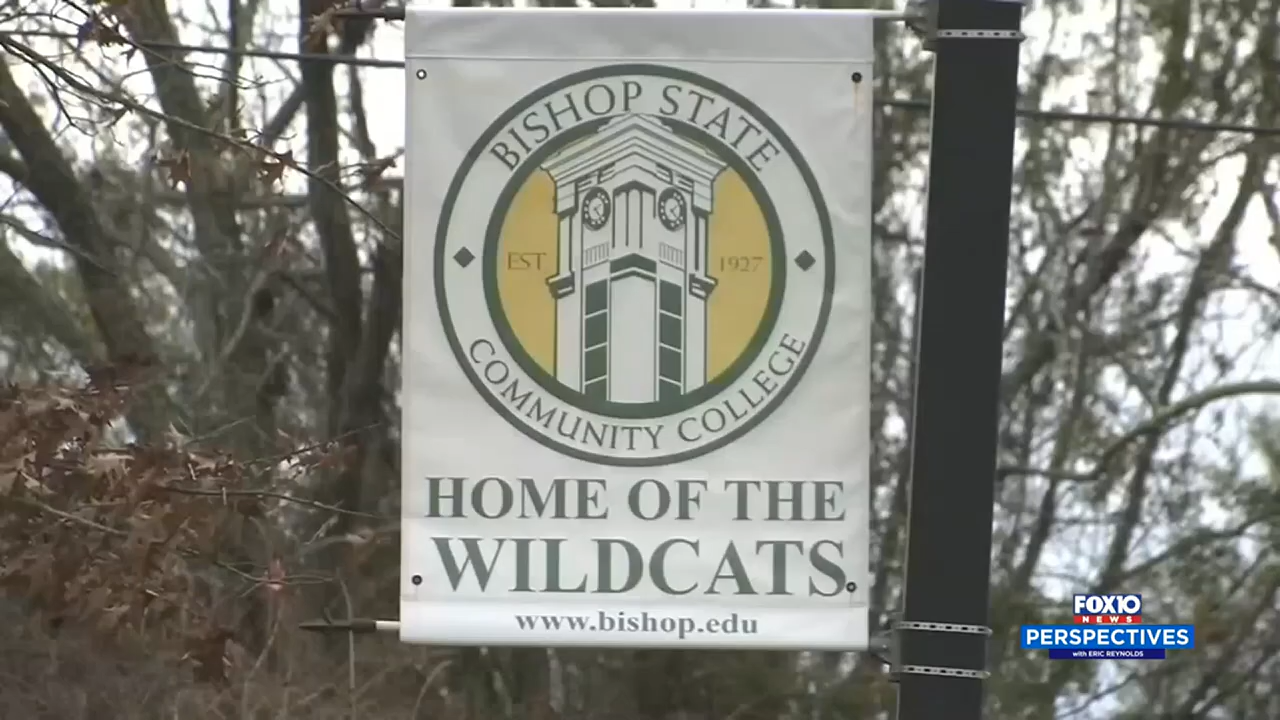 BISHOP STATE
EST 1927
COMMUNITY COLLEGE
HOME OF THE
WILDCATS
www.bishop.edu
FOX10
NEWS
PERSPECTIVES
with ERIC REYNOLDS